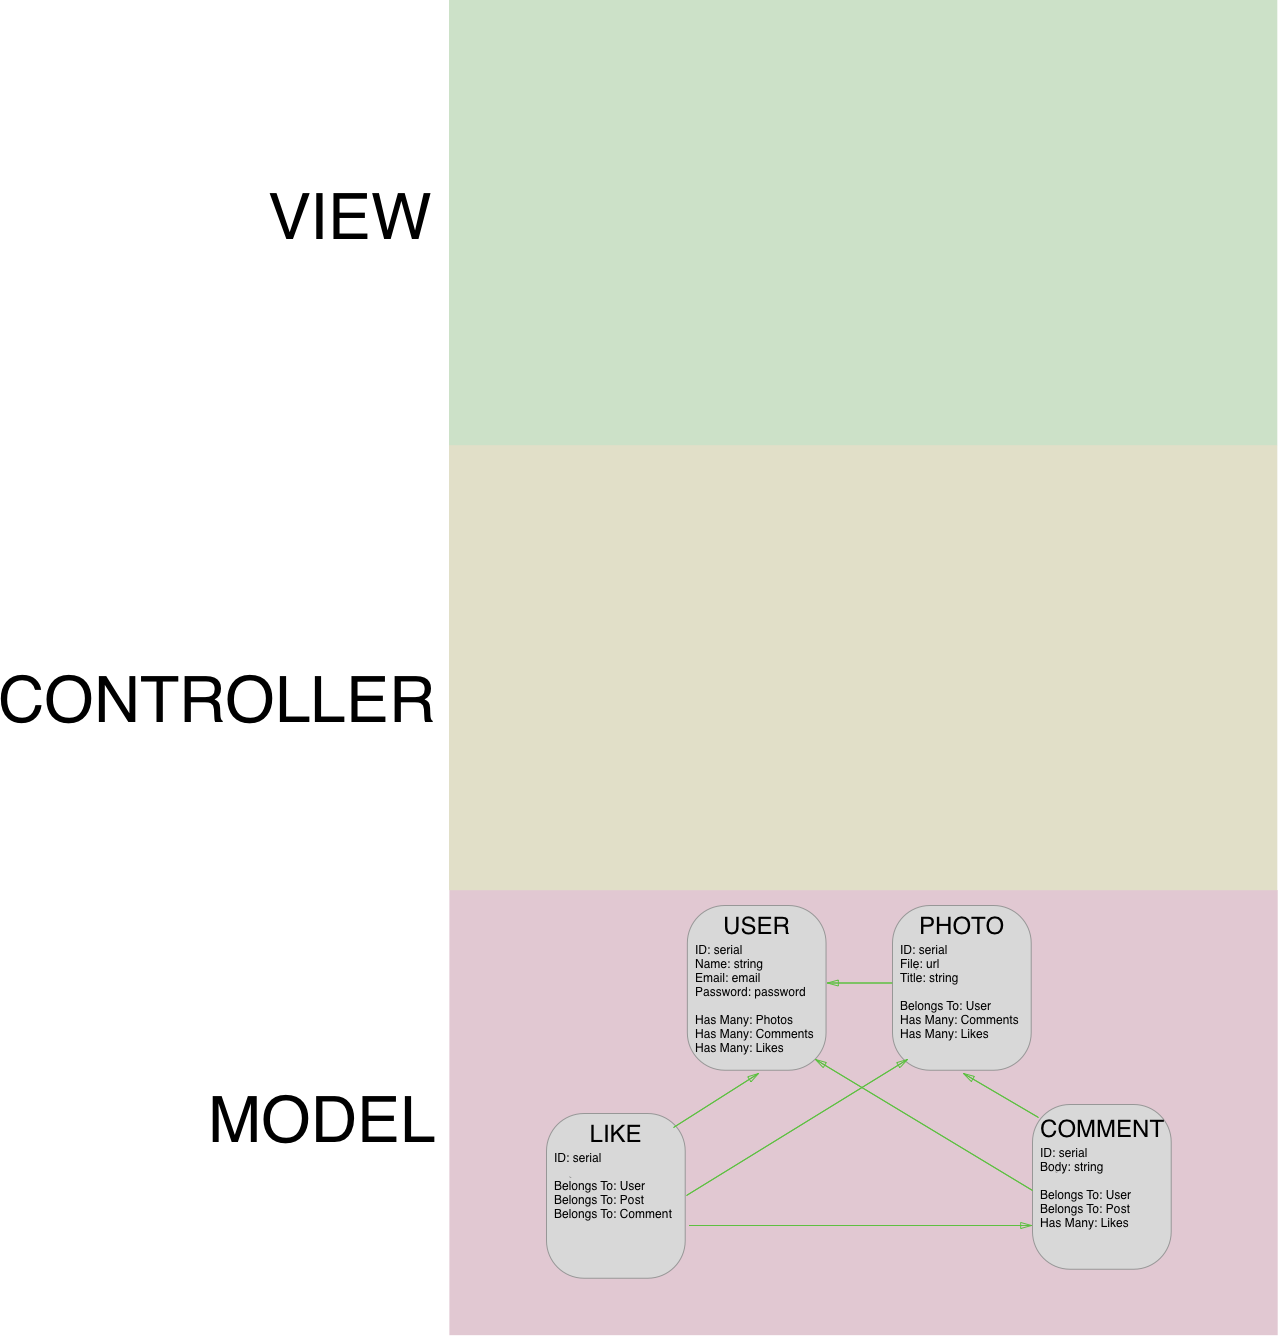 VIEW
CONTROLLER
MODEL
USER
ID: serial
Name: string
Email: email
Password: password
Has Many: Photos
Has Many: Comments
Has Many: Likes
PHOTO
ID: serial
File: url
Title: string
Belongs To: User
Has Many: Comments
Has Many: Likes
LIKE
ID: serial
Belongs To: User
Belongs To: Post
Belongs To: Comment
COMMENT
ID: serial
Body: string
Belongs To: User
Belongs To: Post
Has Many: Likes